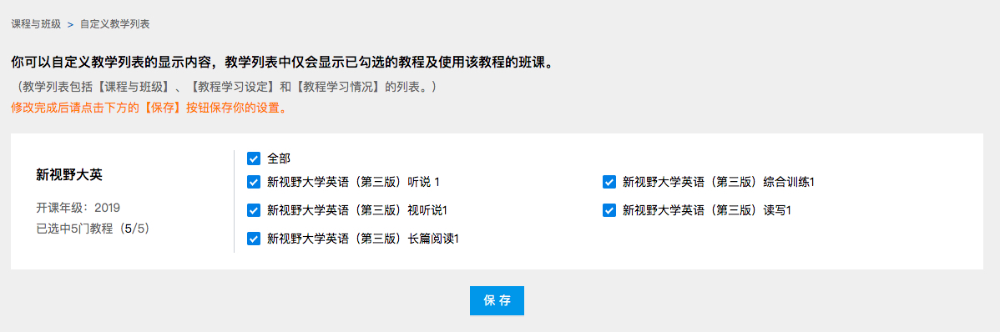 课程与班级 > 自定义教学列表
你可以自定义教学列表的显示内容，教学列表中仅会显示已勾选的教程及使用该教程的班课。
（教学列表包括【课程与班级】、【教程学习设定】和【教程学习情况】的列表。）
修改完成后请点击下方的【保存】按钮保存你的设置。
新视野大英
开课年级：2019
已选中5门教程（5/5）
全部
新视野大学英语（第三版）听说 1
新视野大学英语（第三版）综合训练1
新视野大学英语（第三版）视听说1
新视野大学英语（第三版）读写1
新视野大学英语（第三版）长篇阅读1
保 存